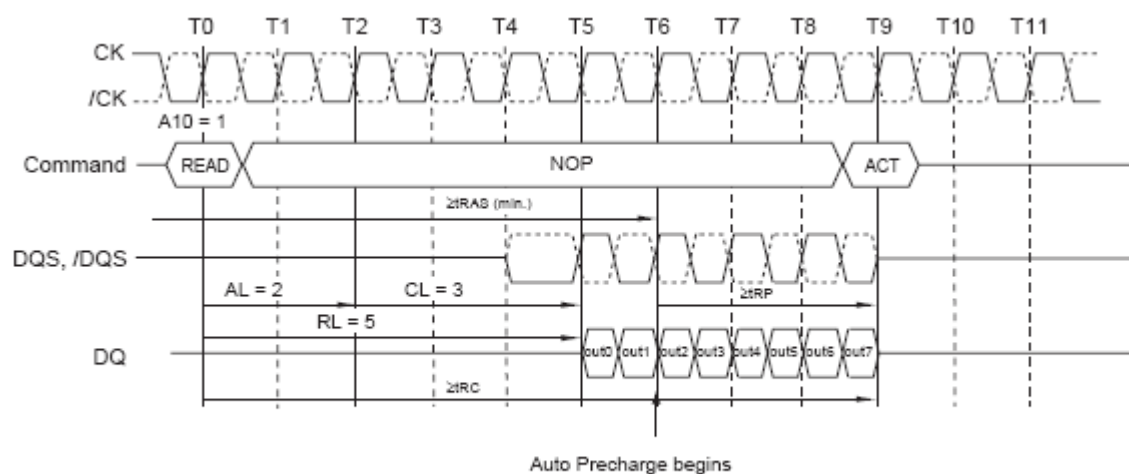 T0 T1 T2 T3 T4 T5 T6 T7 T8 T9 T10 T11
CK
/CK
A10 = 1
Command READ NOP ACT
≥tRAS (min.)
DQS, /DQS
AL = 2 CL = 3 ≥tRP
RL = 5
DQ out0 out1 out2 out3 out4 out5 out6 out7
≥tRC
Auto Precharge begins